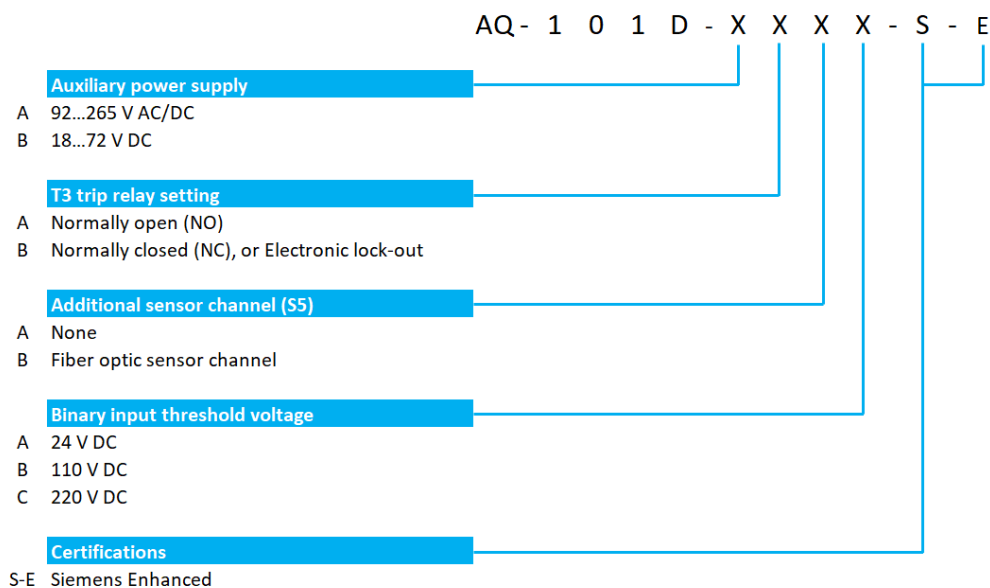 AQ - 1 0 1 D - X X X X - S - E
Auxiliary power supply
A 92...265 V AC/DC
B 18...72 V DC
T3 trip relay setting
A Normally open (NO)
B Normally closed (NC), or Electronic lock-out
Additional sensor channel (S5)
A None
B Fiber optic sensor channel
Binary input threshold voltage
A 24 V DC
B 110 V DC
C 220 V DC
Certifications
S-E Siemens Enhanced